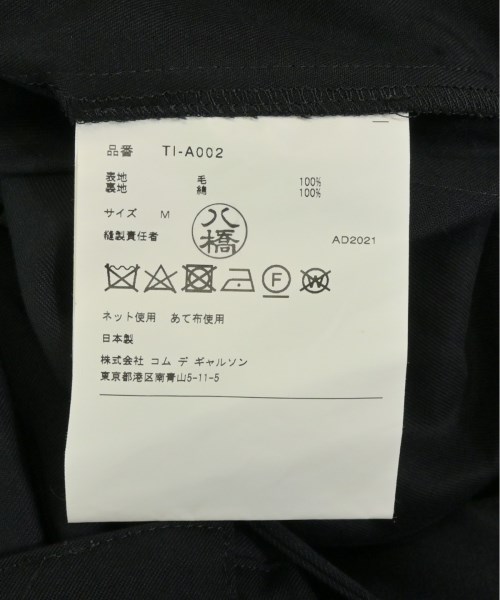 品番 TI-A002
表地 毛 100%
裏地 綿 100%
サイズ M
八橋
縫製責任者
AD2021
F W
ネット使用 あて布使用
日本製
株式会社 コム デ ギャルソン
東京都港区南青山5-11-5